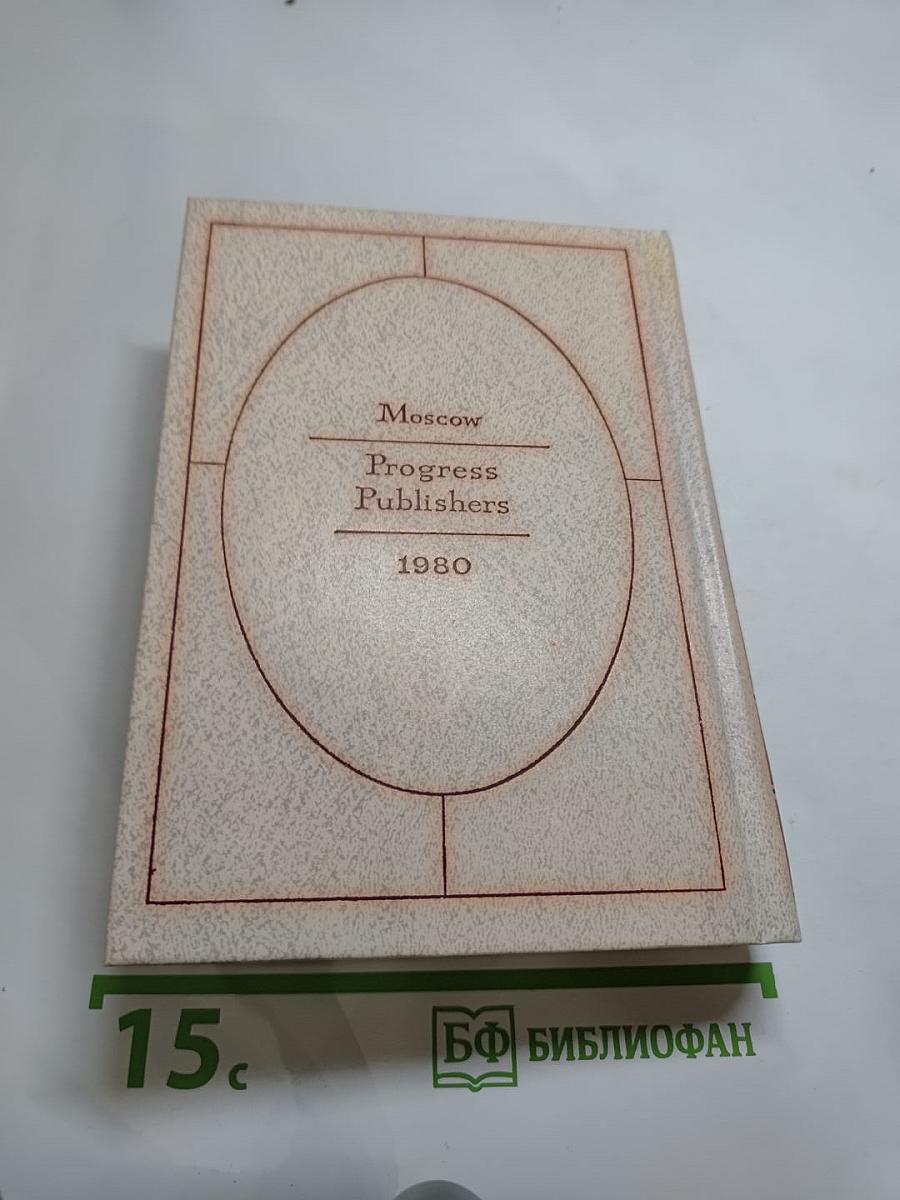 Moscow
Progress
Publishers
1980
15с
БФ БИБЛИОФАН